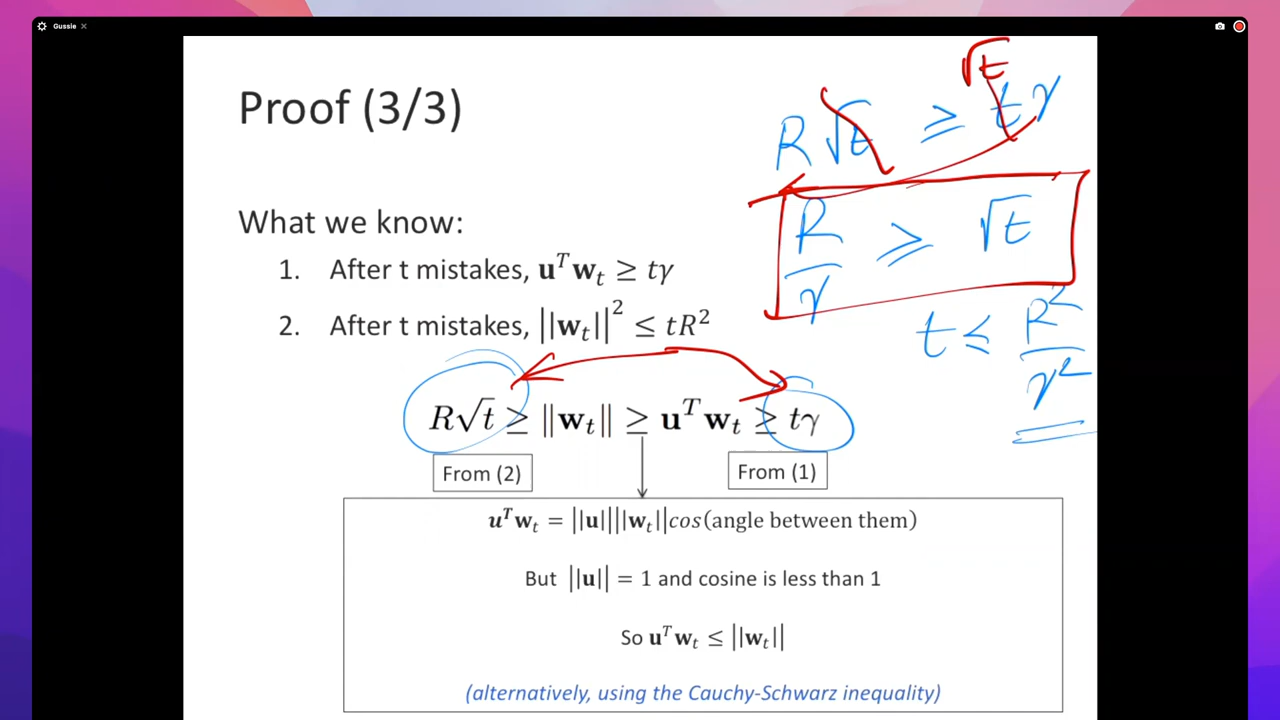 Gussie
Proof (3/3)
√t
R√t ≥ tγ
R/γ ≥ √t
t ≤ R²/γ²
What we know:
1. After t mistakes, uᵀwₜ ≥ tγ
2. After t mistakes, ||wₜ||² ≤ tR²
R√t ≥ ‖wₜ‖ ≥ uᵀwₜ ≥ tγ
From (2)
From (1)
uᵀwₜ = ||u||||wₜ||cos(angle between them)
But ||u|| = 1 and cosine is less than 1
So uᵀwₜ ≤ ||wₜ||
(alternatively, using the Cauchy-Schwarz inequality)